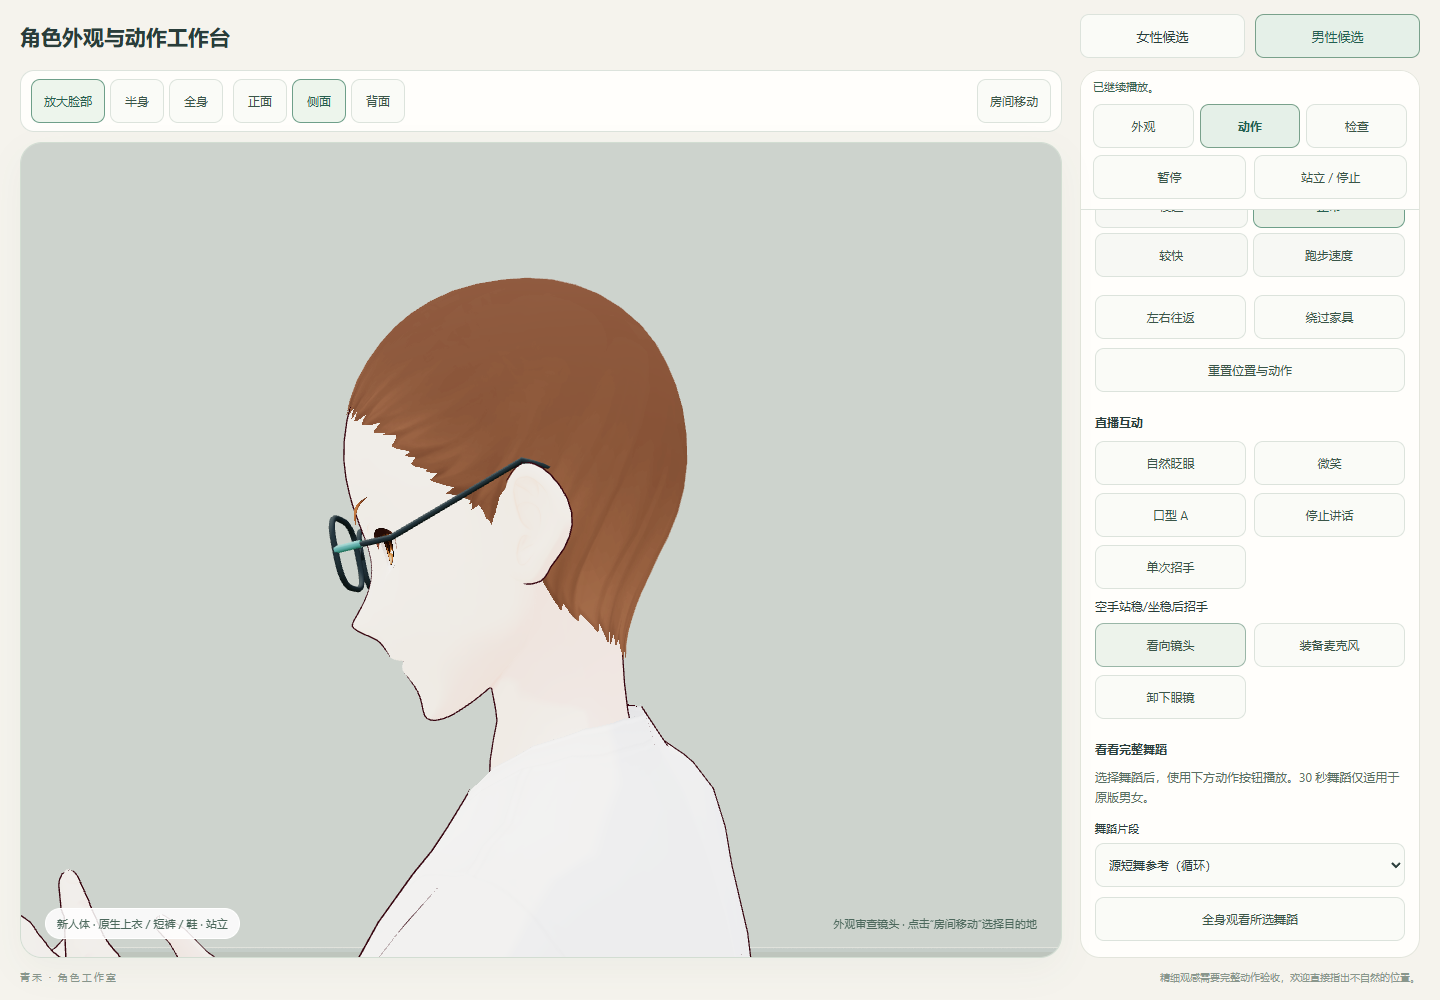 角色外观与动作工作台
女性候选
男性候选
放大脸部
半身
全身
正面
侧面
背面
房间移动
已继续播放。
外观
动作
检查
暂停
站立 / 停止
较快
跑步速度
左右往返
绕过家具
重置位置与动作
直播互动
自然眨眼
微笑
口型 A
停止讲话
单次招手
空手站稳/坐稳后招手
看向镜头
装备麦克风
卸下眼镜
看看完整舞蹈
选择舞蹈后，使用下方动作按钮播放。30 秒舞蹈仅适用于
原版男女。
舞蹈片段
源短舞参考（循环）
全身观看所选舞蹈
新人体 · 原生上衣 / 短裤 / 鞋 · 站立
外观审查镜头 · 点击“房间移动”选择目的地
青禾 · 角色工作室
精细观感需要完整动作验收，欢迎直接指出不自然的位置。